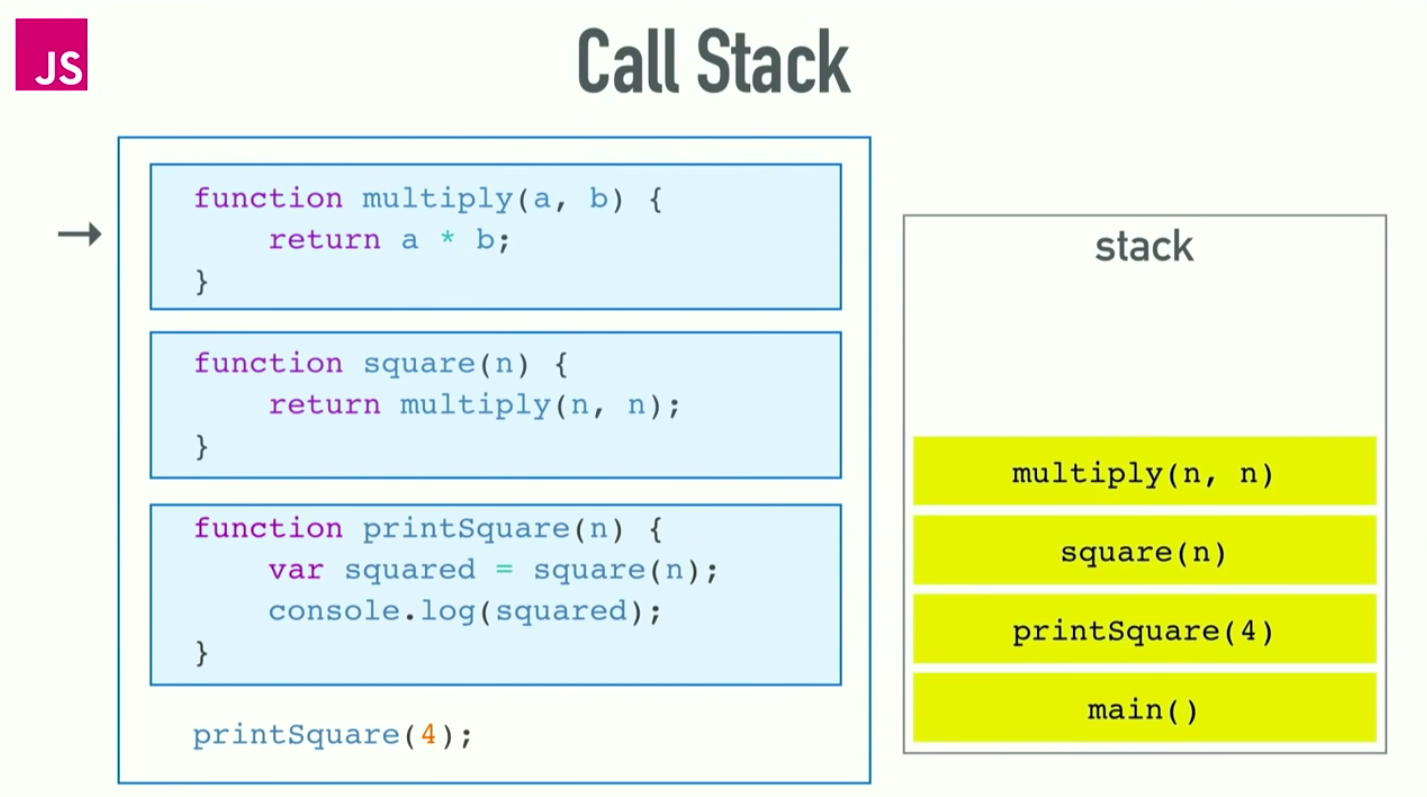 JS
Call Stack
function multiply(a, b) {
    return a * b;
}
function square(n) {
    return multiply(n, n);
}
function printSquare(n) {
    var squared = square(n);
    console.log(squared);
}
printSquare(4);
stack
multiply(n, n)
square(n)
printSquare(4)
main()